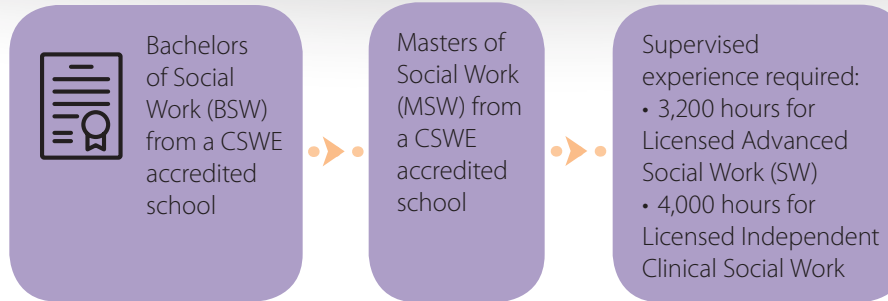 Bachelors
of Social
Work (BSW)
from a CSWE
accredited
school
Masters of
Social Work
(MSW) from
a CSWE
accredited
school
Supervised
experience required:
• 3,200 hours for
Licensed Advanced
Social Work (SW)
• 4,000 hours for
Licensed Independent
Clinical Social Work